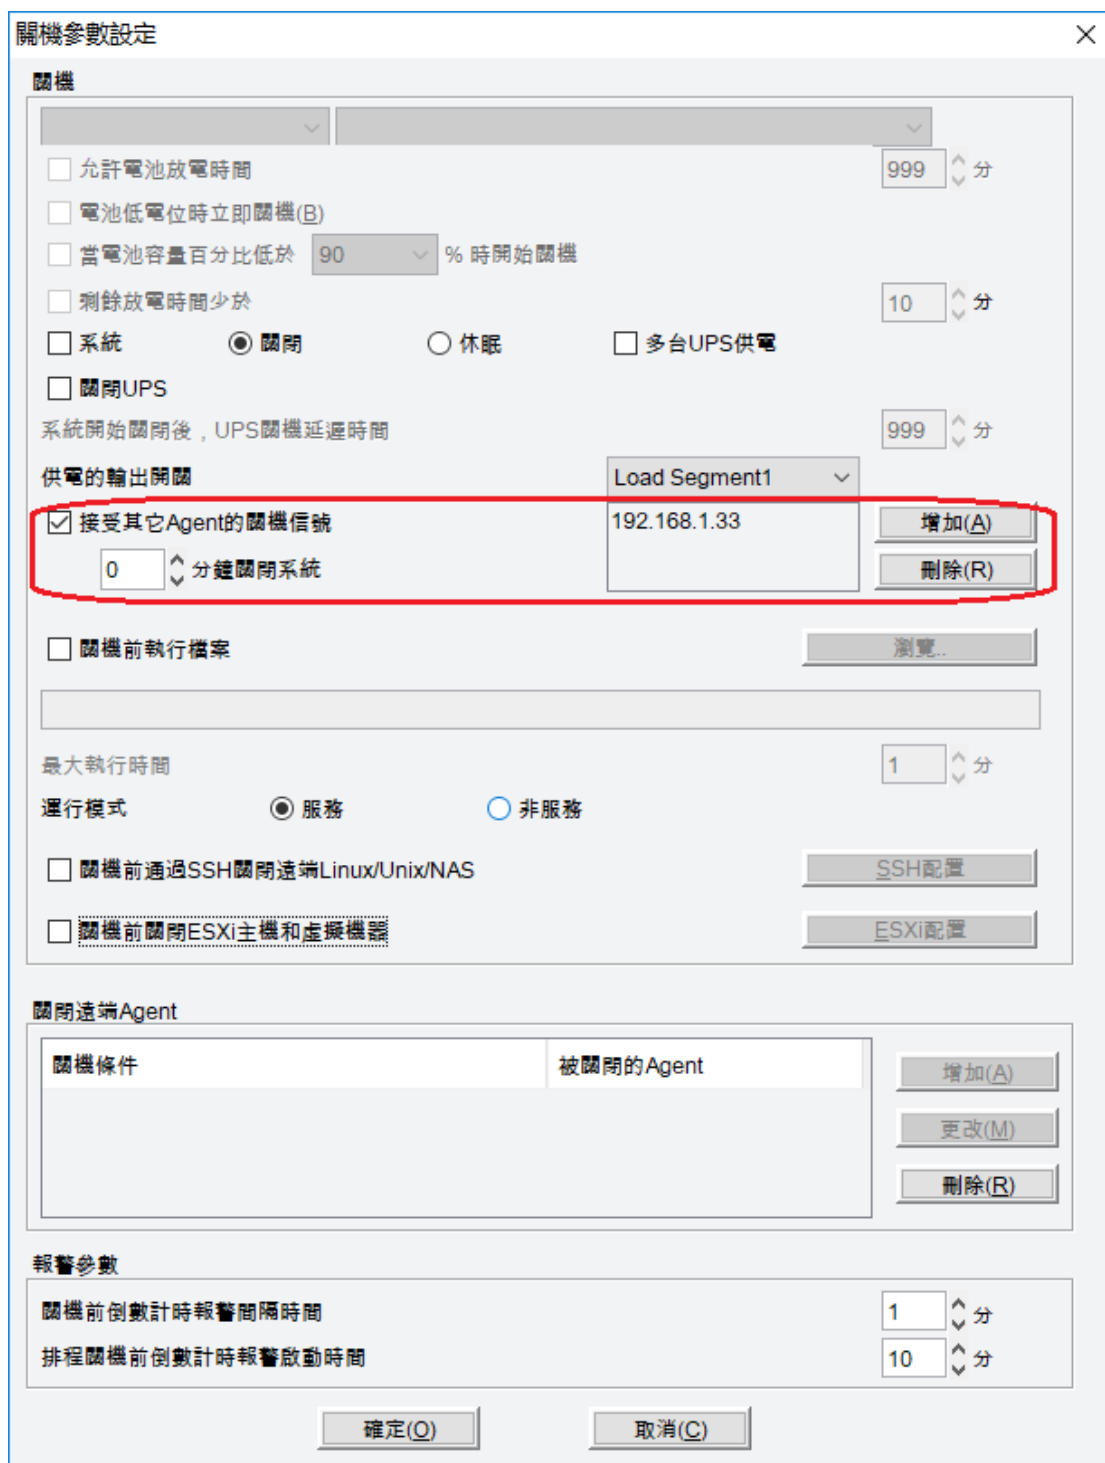 關機參數設定
關機
允許電池放電時間 999 分
電池低電位時立即關機(B)
當電池容量百分比低於 90 % 時開始關機
剩餘放電時間少於 10 分
系統 關閉 休眠 多台UPS供電
關閉UPS
系統開始關閉後，UPS關機延遲時間 999 分
供電的輸出開關 Load Segment1
接受其它Agent的關機信號 192.168.1.33 增加(A)
0 分鐘關閉系統 刪除(R)
關機前執行檔案 瀏覽..
最大執行時間 1 分
運行模式 服務 非服務
關機前通過SSH關閉遠端Linux/Unix/NAS SSH配置
關機前關閉ESXi主機和虛擬機器 ESXi配置
關閉遠端Agent
關機條件 被關閉的Agent 增加(A)
更改(M)
刪除(R)
報警參數
關機前倒數計時報警間隔時間 1 分
排程關機前倒數計時報警啟動時間 10 分
確定(O) 取消(C)